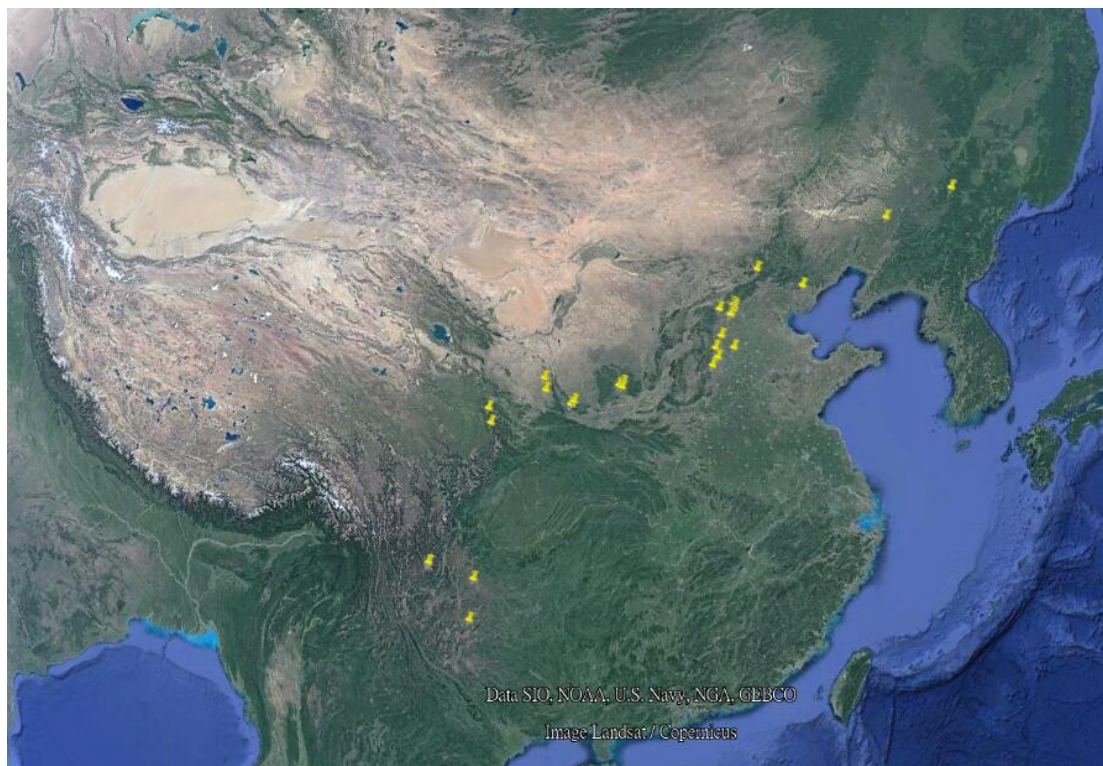 Data SIO, NOAA, U.S. Navy, NGA, GEBCO
Image Landsat / Copernicus